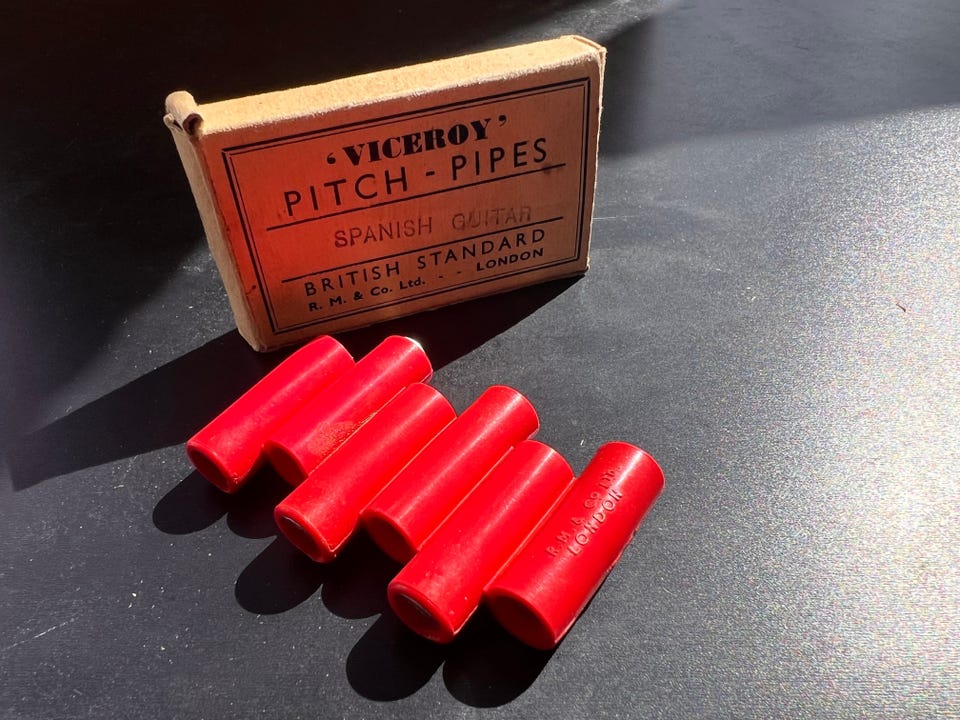 ‘VICEROY’
PITCH - PIPES
SPANISH GUITAR
BRITISH STANDARD
R. M. & Co. Ltd. - - LONDON
R. M. & CO LTD.
LONDON